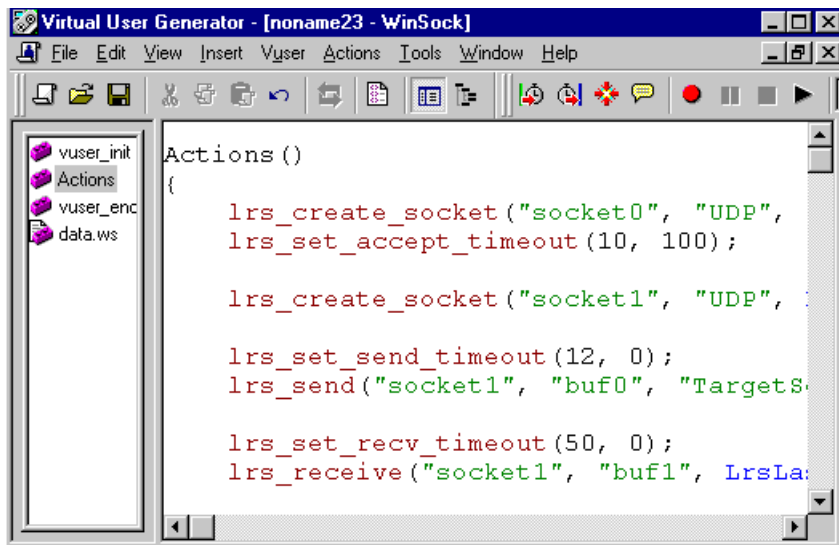 Virtual User Generator - [noname23 - WinSock]
File Edit View Insert Vuser Actions Tools Window Help
vuser_init
Actions
vuser_end
data.ws
Actions()
{
lrs_create_socket("socket0", "UDP",
lrs_set_accept_timeout(10, 100);
lrs_create_socket("socket1", "UDP",
lrs_set_send_timeout(12, 0);
lrs_send("socket1", "buf0", "TargetS
lrs_set_recv_timeout(50, 0);
lrs_receive("socket1", "buf1", LrsLa